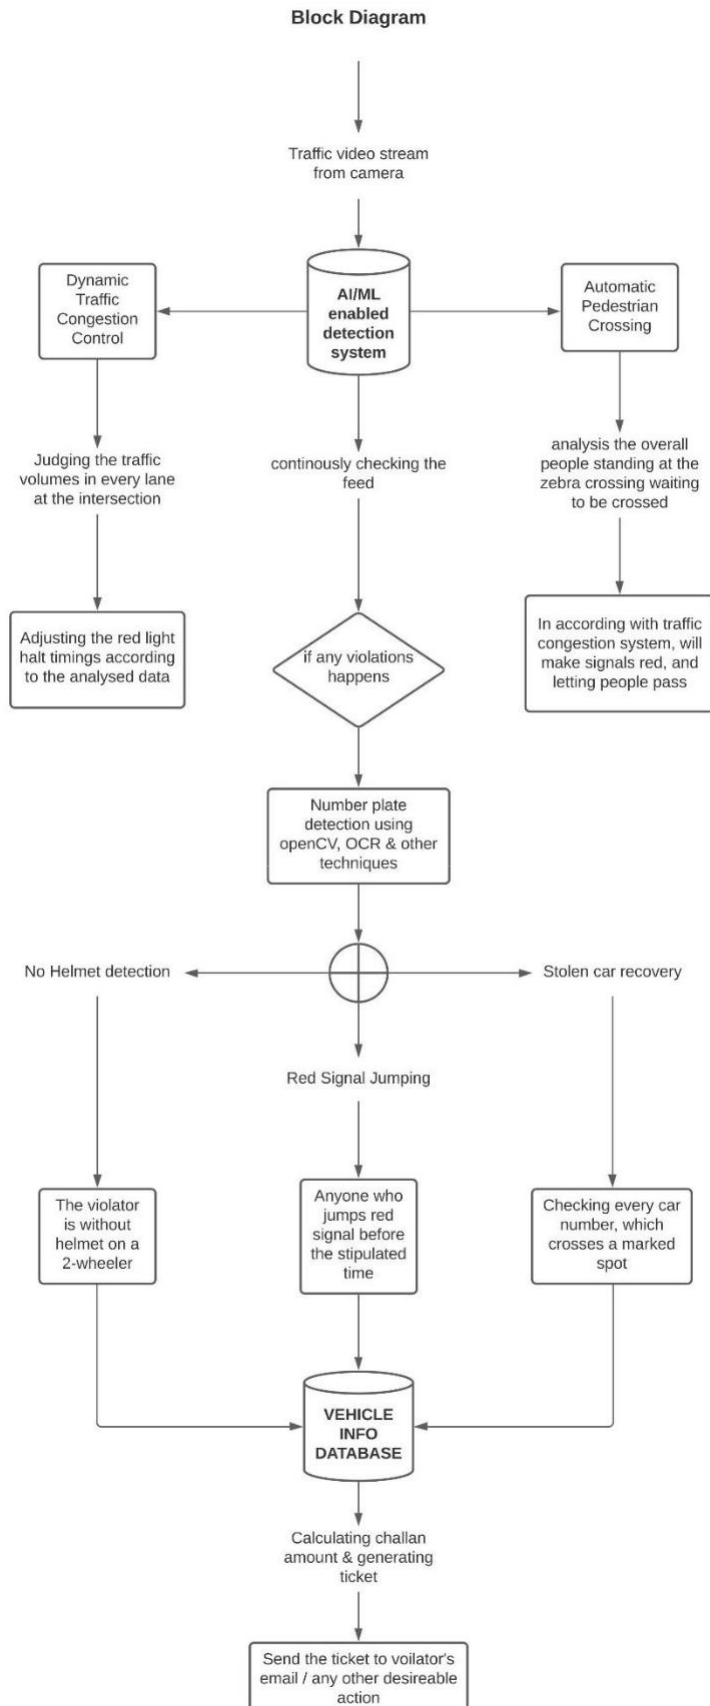 Block Diagram
Traffic video stream
from camera
Dynamic
Traffic
Congestion
Control
AI/ML
enabled
detection
system
Automatic
Pedestrian
Crossing
Judging the traffic
volumes in every lane
at the intersection
continously checking the
feed
analysis the overall
people standing at the
zebra crossing waiting
to be crossed
Adjusting the red light
halt timings according
to the analysed data
if any violations
happens
In according with traffic
congestion system, will
make signals red, and
letting people pass
Number plate
detection using
openCV, OCR & other
techniques
No Helmet detection
Stolen car recovery
Red Signal Jumping
The violator
is without
helmet on a
2-wheeler
Anyone who
jumps red
signal before
the stipulated
time
Checking every car
number, which
crosses a marked
spot
VEHICLE
INFO
DATABASE
Calculating challan
amount & generating
ticket
Send the ticket to voilator's
email / any other desireable
action